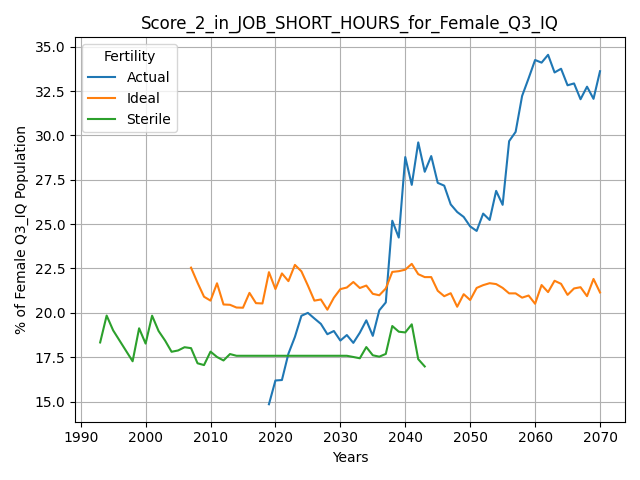 Score_2_in_JOB_SHORT_HOURS_for_Female_Q3_IQ
Fertility
Actual
Ideal
Sterile
% of Female Q3_IQ Population
35.0
32.5
30.0
27.5
25.0
22.5
20.0
17.5
15.0
1990 2000 2010 2020 2030 2040 2050 2060 2070
Years